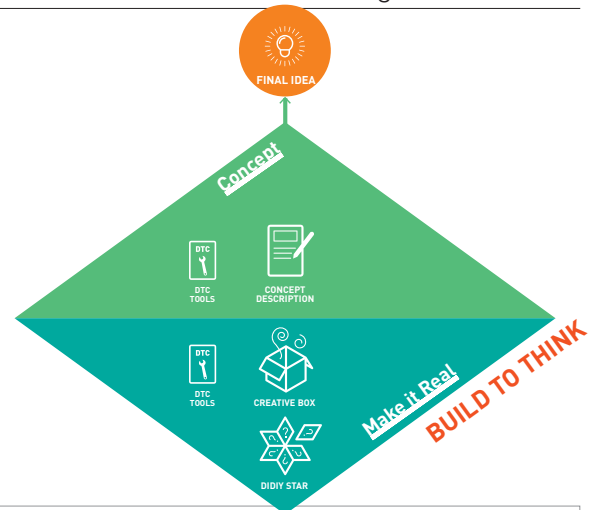 FINAL IDEA
Concept
DTC
DTC
TOOLS
CONCEPT
DESCRIPTION
DTC
DTC
TOOLS
CREATIVE BOX
Make it Real
BUILD TO THINK
? ? ? ? ? ?
DIDIY STAR